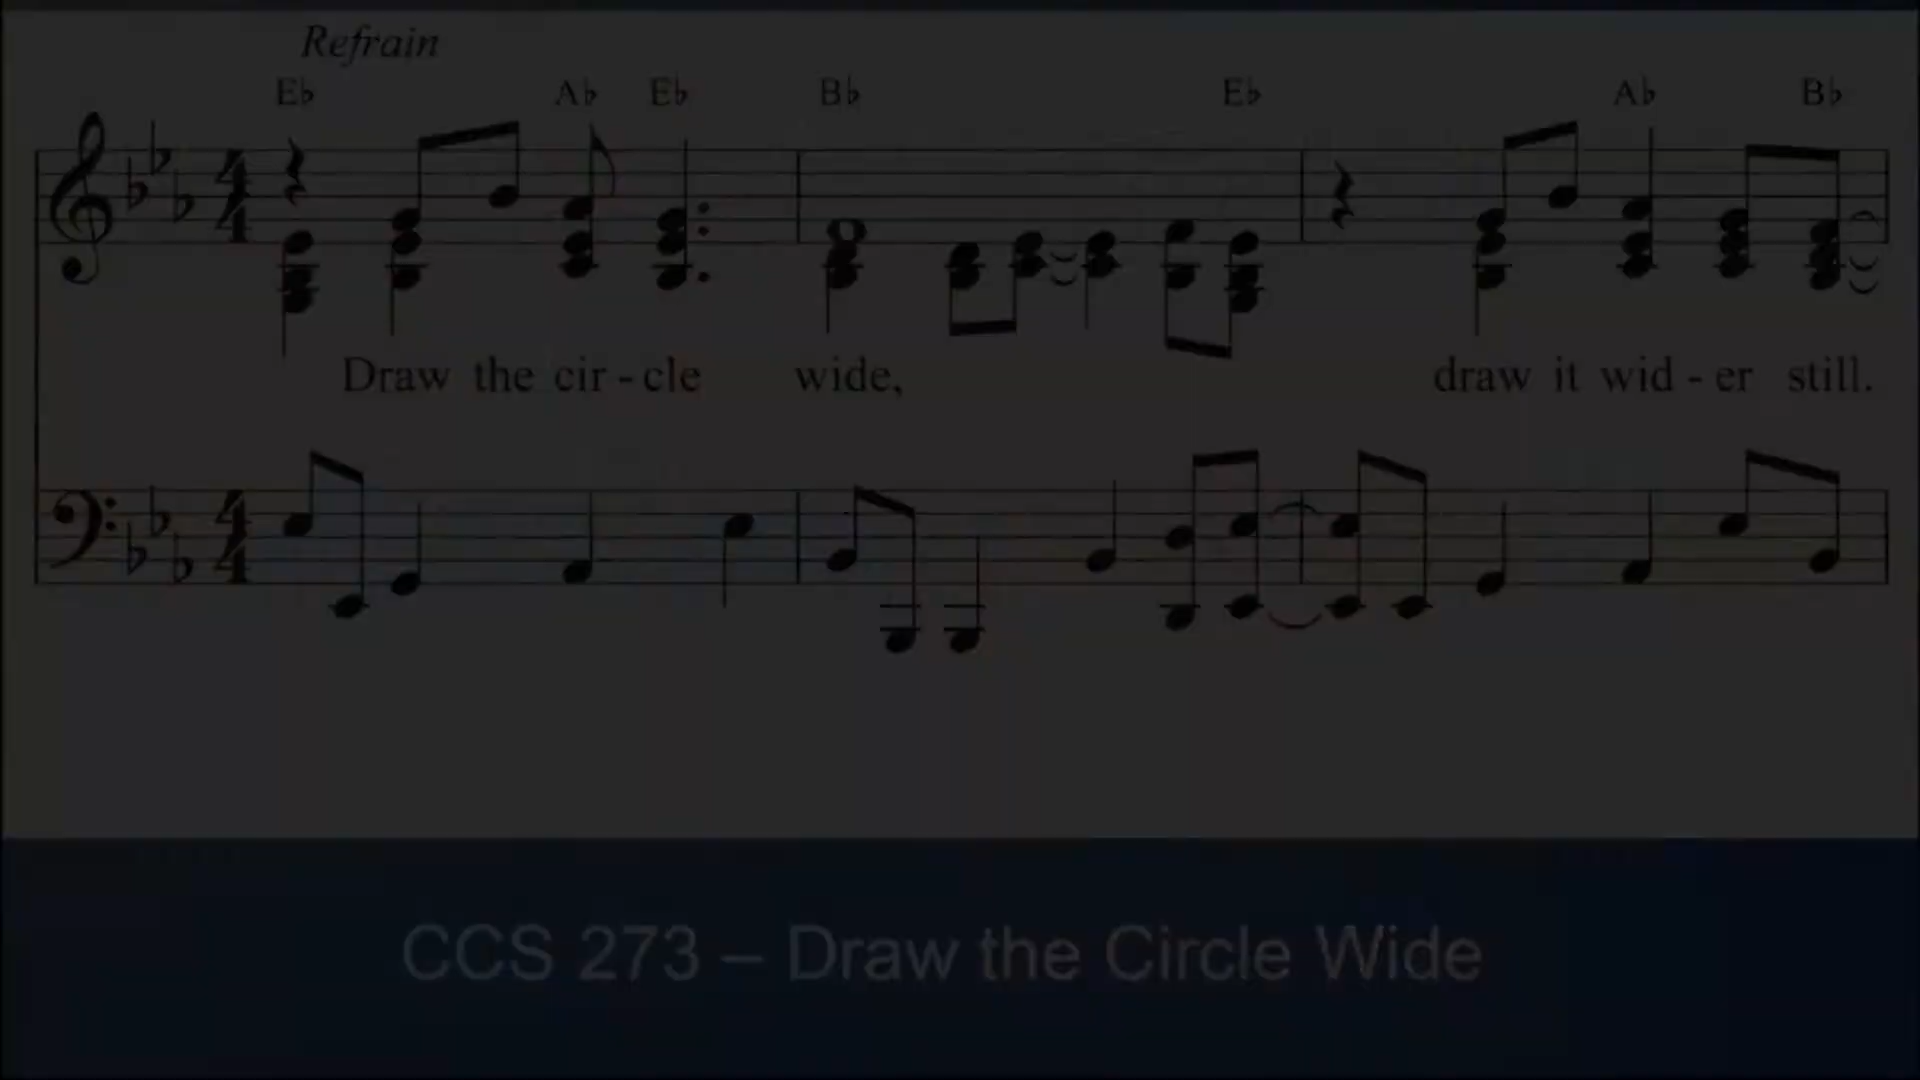 Refrain
E♭ A♭ E♭ B♭ E♭ A♭ B♭
Draw the cir - cle wide, draw it wid - er still.
CCS 273 – Draw the Circle Wide